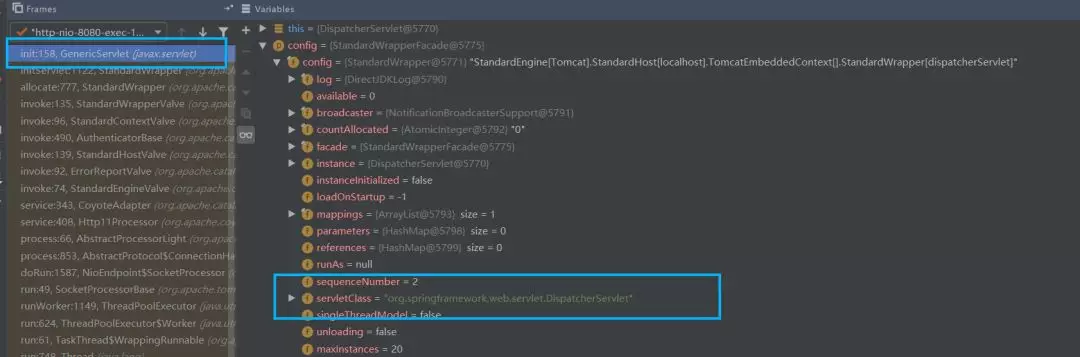 Frames
"http-nio-8080-exec-1...
init:158, GenericServlet (javax.servlet)
initServlet:1122, StandardWrapper (org.apache
allocate:777, StandardWrapper (org.apache.ca
invoke:135, StandardWrapperValve (org.apache
invoke:96, StandardContextValve (org.apache.c
invoke:490, AuthenticatorBase (org.apache.cat
invoke:139, StandardHostValve (org.apache.cat
invoke:92, ErrorReportValve (org.apache.catal
invoke:74, StandardEngineValve (org.apache.c
service:343, CoyoteAdapter (org.apache.catali
service:408, Http11Processor (org.apache.coyo
process:66, AbstractProcessorLight (org.apach
process:853, AbstractProtocol$ConnectionHa
doRun:1587, NioEndpoint$SocketProcessor (
run:49, SocketProcessorBase (org.apache.tomc
runWorker:1149, ThreadPoolExecutor (java.ut
run:624, ThreadPoolExecutor$Worker (java.uti
run:61, TaskThread$WrappingRunnable (org.a
run:748, Thread (java.lang)
Variables
this = {DispatcherServlet@5770}
config = {StandardWrapperFacade@5775}
config = {StandardWrapper@5771} "StandardEngine[Tomcat].StandardHost[localhost].TomcatEmbeddedContext[].StandardWrapper[dispatcherServlet]"
log = {DirectJDKLog@5790}
available = 0
broadcaster = {NotificationBroadcasterSupport@5791}
countAllocated = {AtomicInteger@5792} "0"
facade = {StandardWrapperFacade@5775}
instance = {DispatcherServlet@5770}
instanceInitialized = false
loadOnStartup = -1
mappings = {ArrayList@5793} size = 1
parameters = {HashMap@5798} size = 0
references = {HashMap@5799} size = 0
runAs = null
sequenceNumber = 2
servletClass = "org.springframework.web.servlet.DispatcherServlet"
singleThreadModel = false
unloading = false
maxInstances = 20